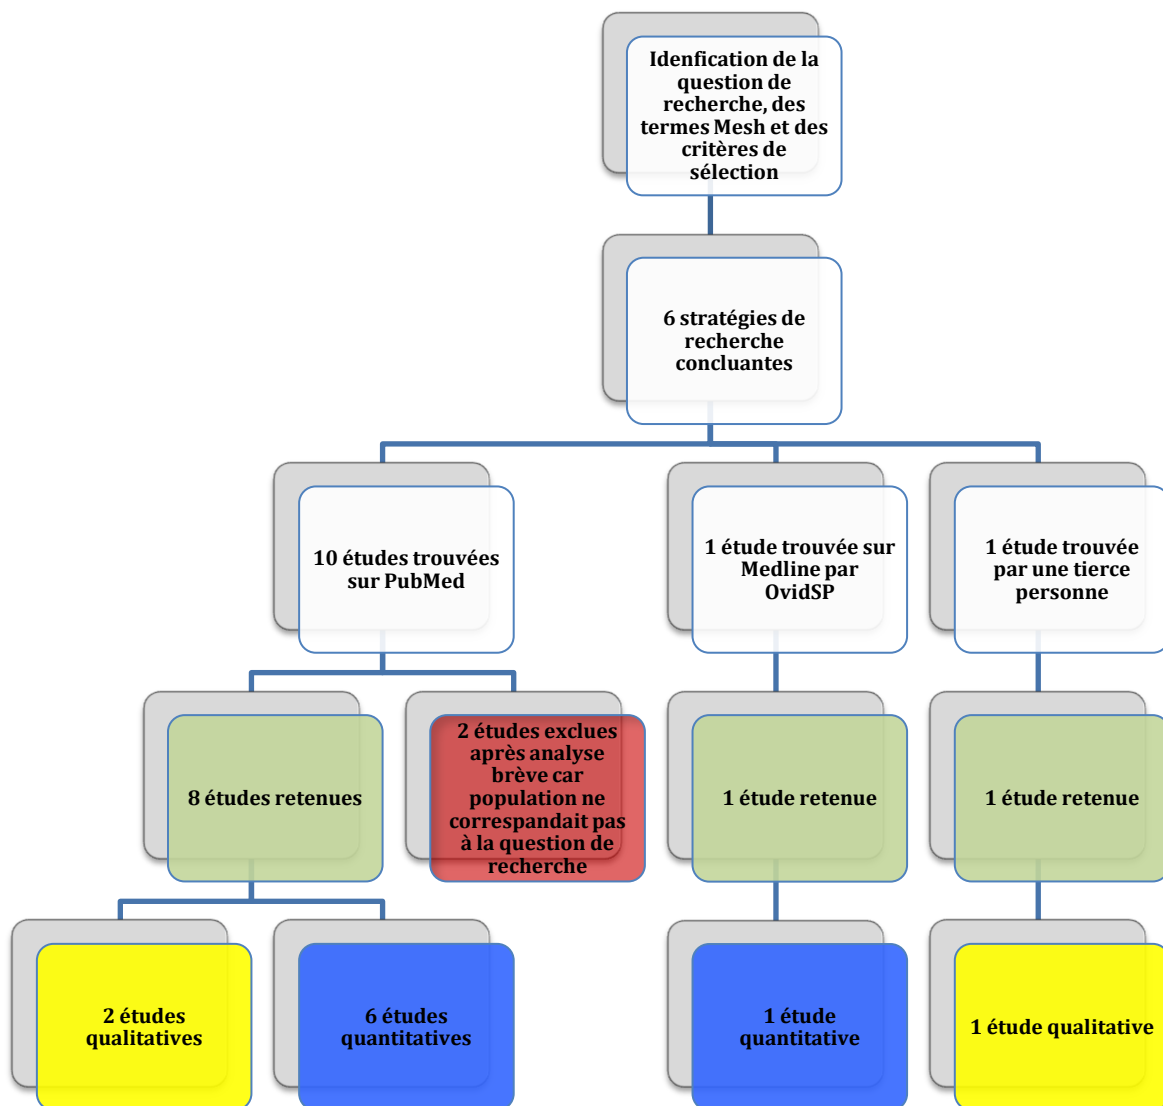 Idenfication de la
question de
recherche, des
termes Mesh et des
critères de
sélection
6 stratégies de
recherche
concluantes
10 études trouvées
sur PubMed
1 étude trouvée sur
Medline par
OvidSP
1 étude trouvée
par une tierce
personne
8 études retenues
2 études exclues
après analyse
brève car
population ne
correspandait pas
à la question de
recherche
1 étude retenue
1 étude retenue
2 études
qualitatives
6 études
quantitatives
1 étude
quantitative
1 étude qualitative